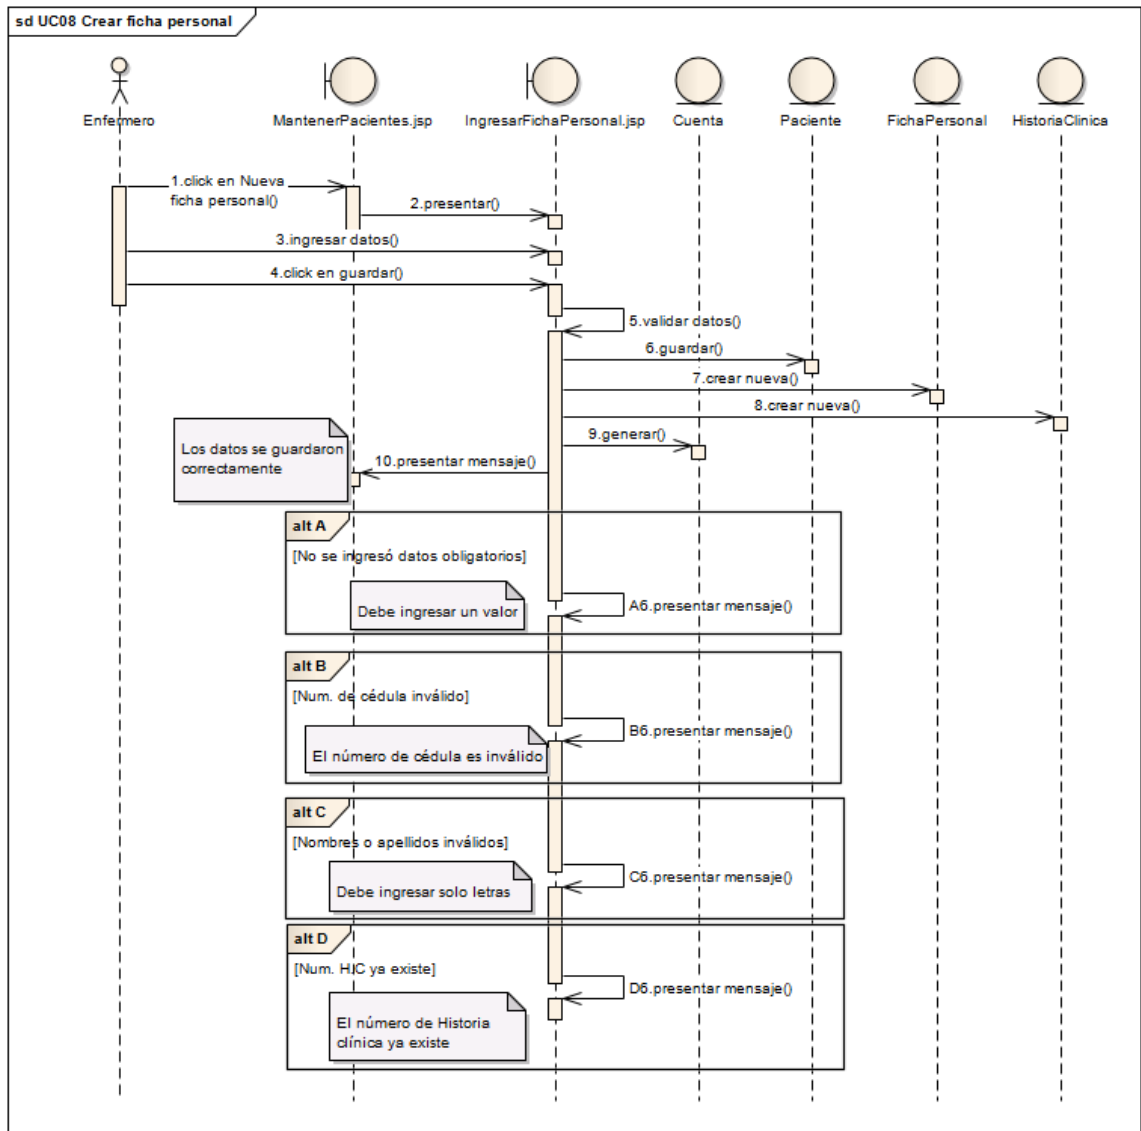 sd UC08 Crear ficha personal
Enfermero
MantenerPacientes.jsp
IngresarFichaPersonal.jsp
Cuenta
Paciente
FichaPersonal
HistoriaClinica
1.click en Nueva
ficha personal()
2.presentar()
3.ingresar datos()
4.click en guardar()
5.validar datos()
6.guardar()
7.crear nueva()
8.crear nueva()
9.generar()
Los datos se guardaron
correctamente
10.presentar mensaje()
alt A
[No se ingresó datos obligatorios]
Debe ingresar un valor
A6.presentar mensaje()
alt B
[Num. de cédula inválido]
B6.presentar mensaje()
El número de cédula es inválido
alt C
[Nombres o apellidos inválidos]
C6.presentar mensaje()
Debe ingresar solo letras
alt D
[Num. H.C ya existe]
D6.presentar mensaje()
El número de Historia
clínica ya existe